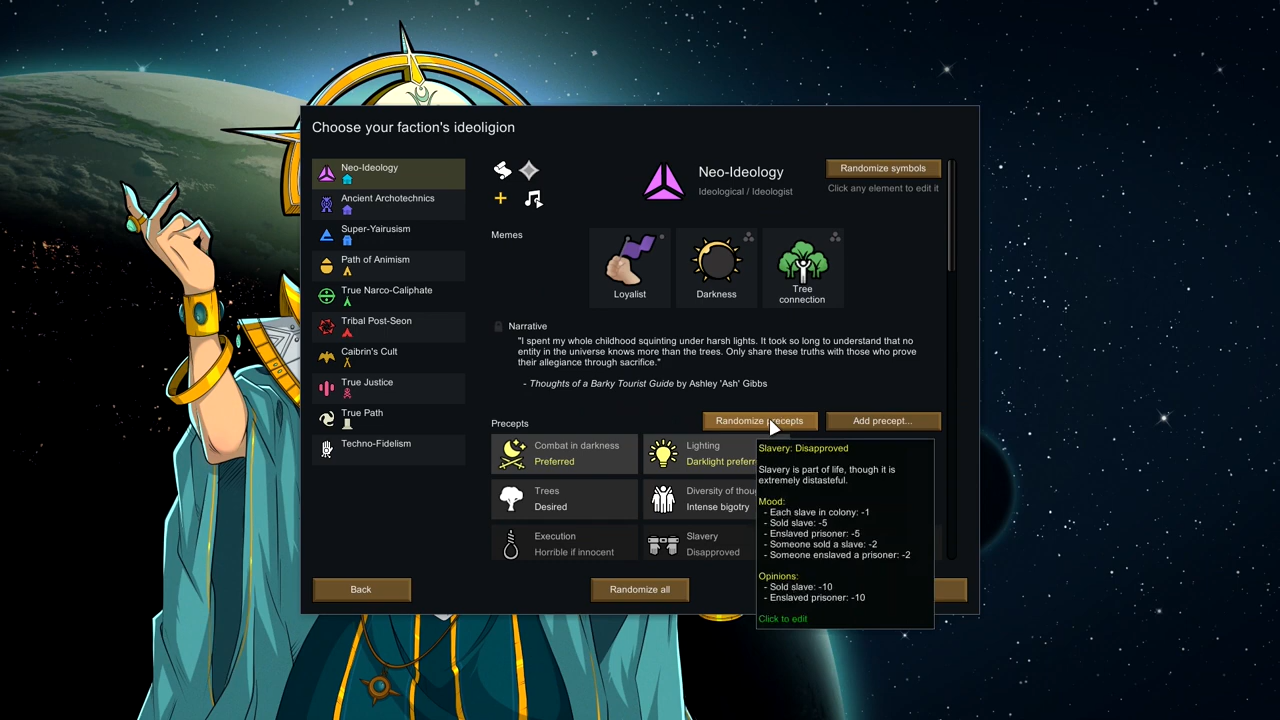 Choose your faction's ideoligion
Neo-Ideology
Ancient Archotechnics
Super-Yairusism
Path of Animism
True Narco-Caliphate
Tribal Post-Seon
Caibrin's Cult
True Justice
True Path
Techno-Fidelism
Neo-Ideology
Ideological / Ideologist
Randomize symbols
Click any element to edit it
Memes
Loyalist
Darkness
Tree
connection
Narrative
"I spent my whole childhood squinting under harsh lights. It took so long to understand that no
entity in the universe knows more than the trees. Only share these truths with those who prove
their allegiance through sacrifice."
- Thoughts of a Barky Tourist Guide by Ashley 'Ash' Gibbs
Precepts
Randomize precepts
Add precept...
Combat in darkness
Preferred
Lighting
Darklight preferr
Trees
Desired
Diversity of thou
Intense bigotry
Execution
Horrible if innocent
Slavery
Disapproved
Slavery: Disapproved
Slavery is part of life, though it is
extremely distasteful.
Mood:
- Each slave in colony: -1
- Sold slave: -5
- Enslaved prisoner: -5
- Someone sold a slave: -2
- Someone enslaved a prisoner: -2
Opinions:
- Sold slave: -10
- Enslaved prisoner: -10
Click to edit
Back
Randomize all